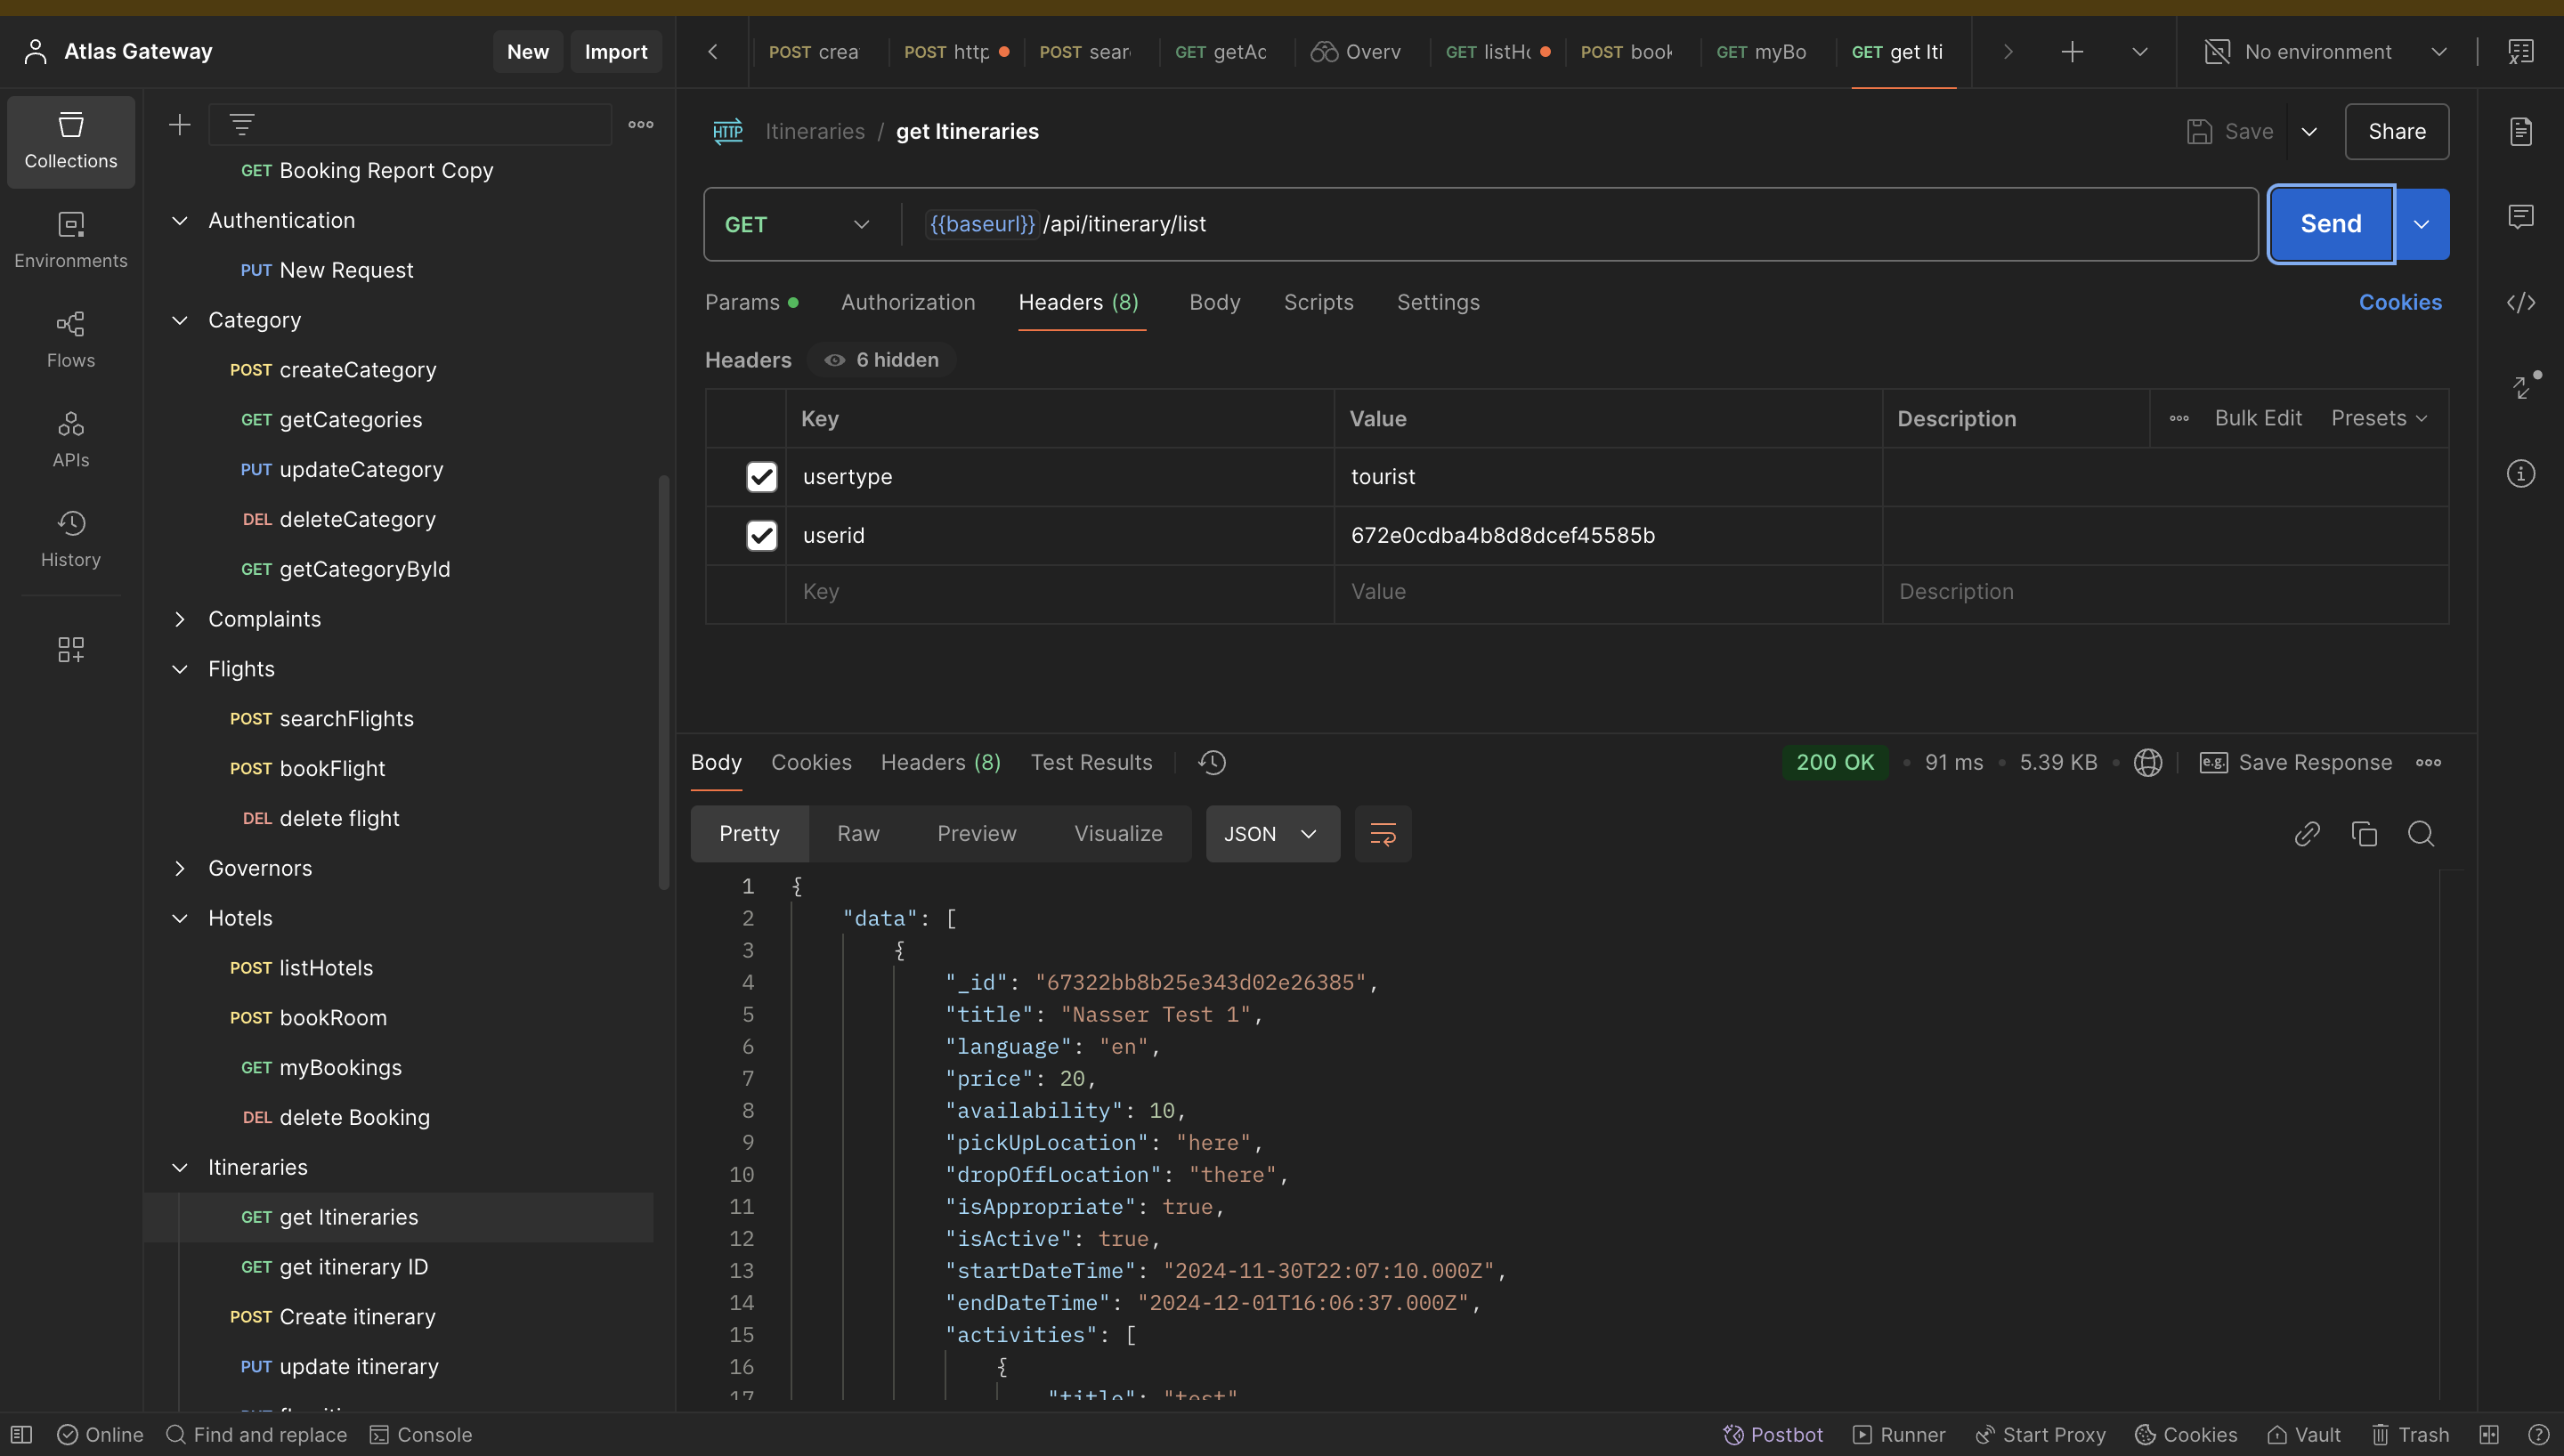 Atlas Gateway
New
Import
POST crea
POST http
POST sear
GET getAc
Overv
GET listHo
POST book
GET myBo
GET get Iti
No environment
Collections
Environments
Flows
APIs
History
GET Booking Report Copy
Authentication
PUT New Request
Category
POST createCategory
GET getCategories
PUT updateCategory
DEL deleteCategory
GET getCategoryById
Complaints
Flights
POST searchFlights
POST bookFlight
DEL delete flight
Governors
Hotels
POST listHotels
POST bookRoom
GET myBookings
DEL delete Booking
Itineraries
GET get Itineraries
GET get itinerary ID
POST Create itinerary
PUT update itinerary
HTTP Itineraries / get Itineraries
Save
Share
GET
{{baseurl}}/api/itinerary/list
Send
Params
Authorization
Headers (8)
Body
Scripts
Settings
Cookies
Headers
6 hidden
Key Value Description
Bulk Edit
Presets
usertype tourist
userid 672e0cdba4b8d8dcef45585b
Key Value Description
Body
Cookies
Headers (8)
Test Results
200 OK
91 ms
5.39 KB
e.g. Save Response
Pretty
Raw
Preview
Visualize
JSON
1 {
2 "data": [
3 {
4 "_id": "67322bb8b25e343d02e26385",
5 "title": "Nasser Test 1",
6 "language": "en",
7 "price": 20,
8 "availability": 10,
9 "pickUpLocation": "here",
10 "dropOffLocation": "there",
11 "isAppropriate": true,
12 "isActive": true,
13 "startDateTime": "2024-11-30T22:07:10.000Z",
14 "endDateTime": "2024-12-01T16:06:37.000Z",
15 "activities": [
16 {
17 "title": "test"
Online
Find and replace
Console
Postbot
Runner
Start Proxy
Cookies
Vault
Trash